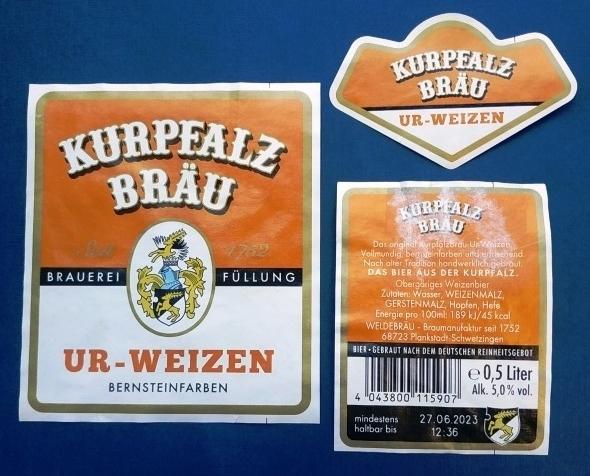 KURPFALZ
BRÄU
Seit 1752
BRAUEREI FÜLLUNG
UR-WEIZEN
BERNSTEINFARBEN
KURPFALZ
BRÄU
UR-WEIZEN
KURPFALZ
BRÄU
Das original Kurpfalzbräu Ur-Weizen.
Vollmundig, bernsteinfarben und erfrischend.
Nach alter Tradition handwerklich gebraut.
DAS BIER AUS DER KURPFALZ.
Obergäriges Weizenbier
Zutaten: Wasser, WEIZENMALZ,
GERSTENMALZ, Hopfen, Hefe
Energie pro 100ml: 189 kJ/45 kcal
WELDEBRÄU - Braumanufaktur seit 1752
68723 Plankstadt-Schwetzingen
BIER • GEBRAUT NACH DEM DEUTSCHEN REINHEITSGEBOT
℮ 0,5 Liter
Alk. 5,0% vol.
4 043800 115907
mindestens
haltbar bis
27.06.2023
12:36